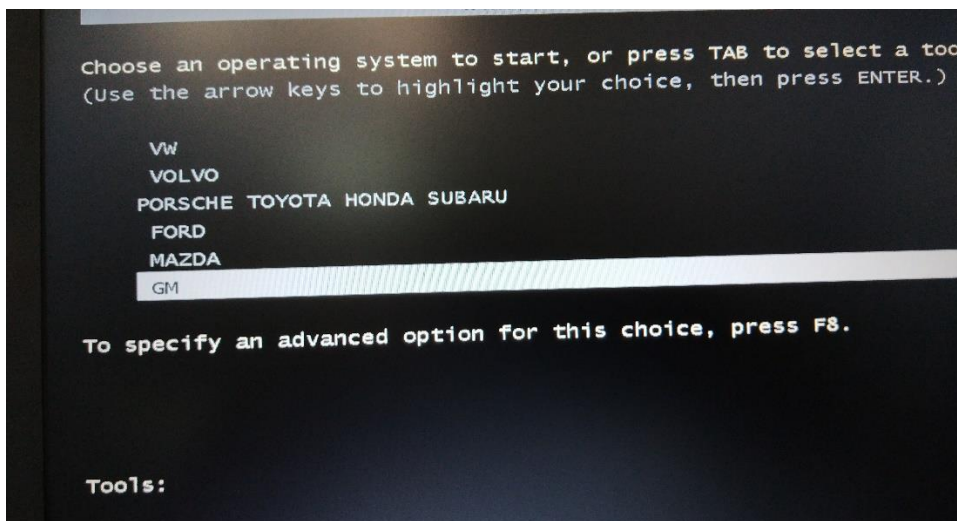 Choose an operating system to start, or press TAB to select a too
(Use the arrow keys to highlight your choice, then press ENTER.)
VW
VOLVO
PORSCHE TOYOTA HONDA SUBARU
FORD
MAZDA
GM
To specify an advanced option for this choice, press F8.
Tools: